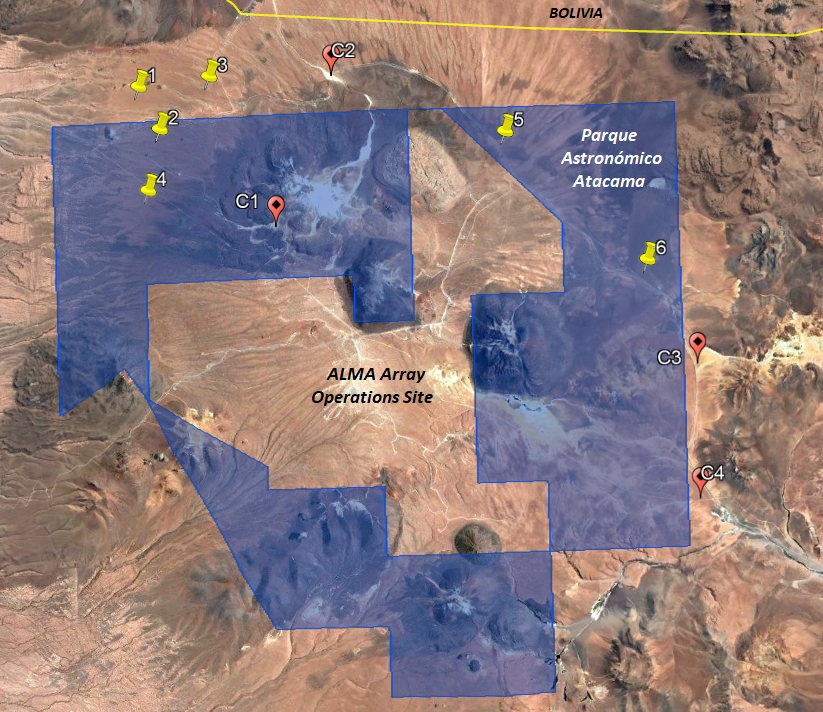 BOLIVIA
C2
3
1
2
5
Parque
Astronómico
Atacama
4
C1
6
C3
ALMA Array
Operations Site
C4